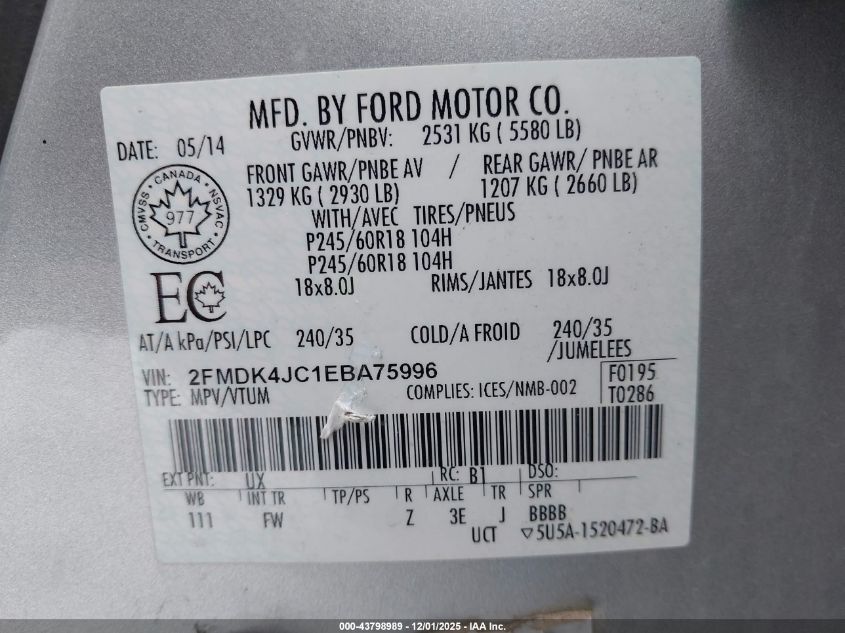 MFD. BY FORD MOTOR CO.
DATE: 05/14 GVWR/PNBV: 2531 KG ( 5580 LB)
FRONT GAWR/PNBE AV / REAR GAWR/ PNBE AR
1329 KG ( 2930 LB) 1207 KG ( 2660 LB)
WITH/AVEC TIRES/PNEUS
P245/60R18 104H
P245/60R18 104H
18x8.0J RIMS/JANTES 18x8.0J
CMVSS · CANADA · NSVAC
977
· TRANSPORT ·
EC
AT/A kPa/PSI/LPC 240/35 COLD/A FROID 240/35
/JUMELEES
VIN: 2FMDK4JC1EBA75996
TYPE: MPV/VTUM COMPLIES: ICES/NMB-002
F0195
T0286
EXT PNT: UX RC: B1 DSO:
WB INT TR TP/PS R AXLE TR SPR
111 FW Z 3E J BBBB
UCT ▽5U5A-1520472-BA
000-43798989 - 12/01/2025 - IAA Inc.